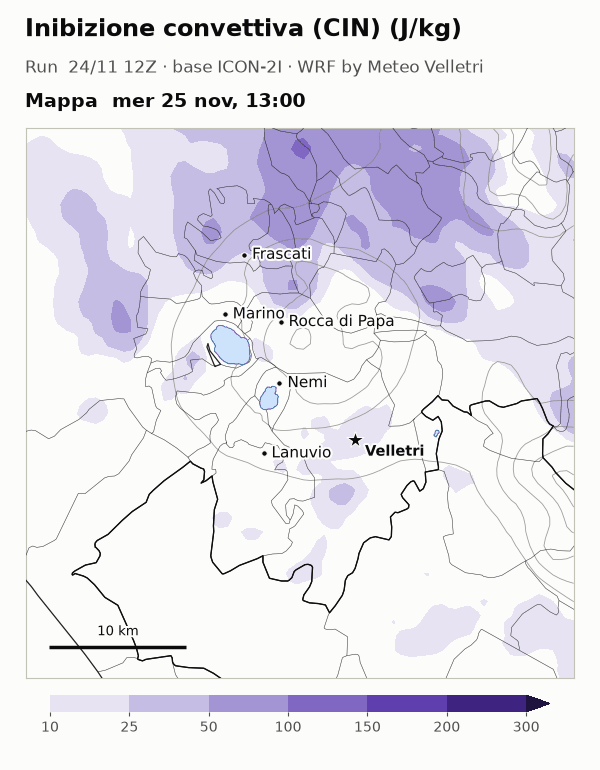 Inibizione convettiva (CIN) (J/kg)
Run  24/11 12Z · base ICON-2I · WRF by Meteo Velletri
Mappa  mer 25 nov, 13:00
Frascati
Marino
Rocca di Papa
Nemi
Velletri
Lanuvio
10 km
10 25 50 100 150 200 300